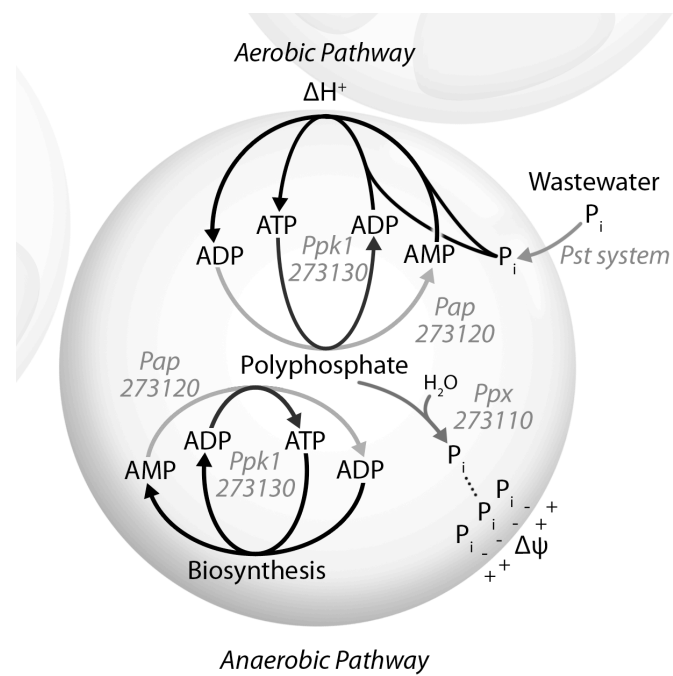 Aerobic Pathway
ΔH⁺
Wastewater
Pᵢ
Pst system
ATP
ADP
Ppk1
273130
ADP
AMP
Pᵢ
Pap
273120
Polyphosphate
Pap
273120
H₂O
Ppx
273110
ADP
ATP
Ppk1
273130
AMP
ADP
Pᵢ
Pᵢ
Pᵢ
Pᵢ
- +
- +
- Δψ
- +
+
Biosynthesis
Anaerobic Pathway